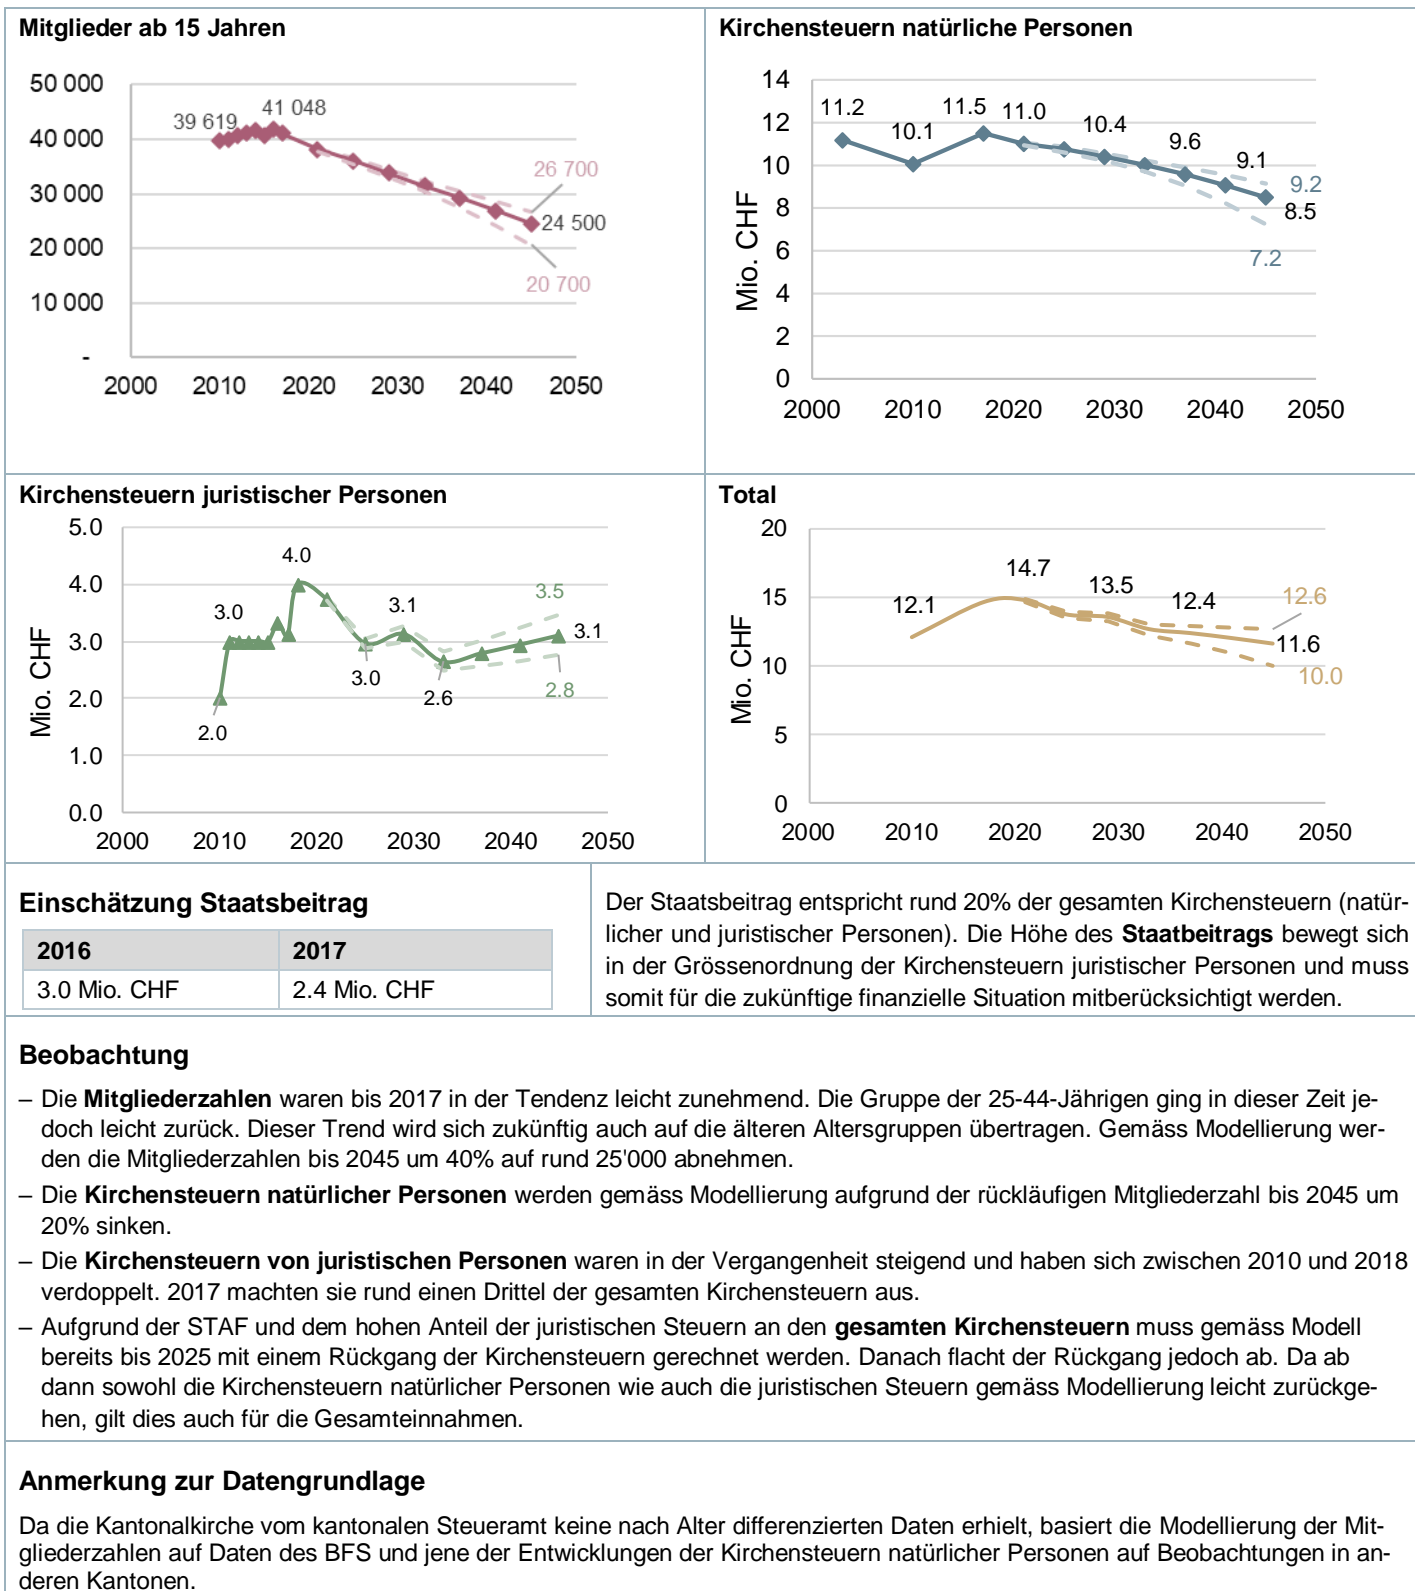 Mitglieder ab 15 Jahren
50 000
40 000
30 000
20 000
10 000
-
2000 2010 2020 2030 2040 2050
39 619
41 048
26 700
24 500
20 700
Kirchensteuern natürliche Personen
Mio. CHF
14
12
10
8
6
4
2
0
2000 2010 2020 2030 2040 2050
11.2
10.1
11.5
11.0
10.4
9.6
9.1
9.2
8.5
7.2
Kirchensteuern juristischer Personen
Mio. CHF
5.0
4.0
3.0
2.0
1.0
0.0
2000 2010 2020 2030 2040 2050
2.0
3.0
4.0
3.0
3.1
2.6
3.5
3.1
2.8
Total
Mio. CHF
20
15
10
5
0
2000 2010 2020 2030 2040 2050
12.1
14.7
13.5
12.4
12.6
11.6
10.0
Einschätzung Staatsbeitrag
2016 2017
3.0 Mio. CHF 2.4 Mio. CHF
Der Staatsbeitrag entspricht rund 20% der gesamten Kirchensteuern (natür-
licher und juristischer Personen). Die Höhe des Staatbeitrags bewegt sich
in der Grössenordnung der Kirchensteuern juristischer Personen und muss
somit für die zukünftige finanzielle Situation mitberücksichtigt werden.
Beobachtung
– Die Mitgliederzahlen waren bis 2017 in der Tendenz leicht zunehmend. Die Gruppe der 25-44-Jährigen ging in dieser Zeit je-
doch leicht zurück. Dieser Trend wird sich zukünftig auch auf die älteren Altersgruppen übertragen. Gemäss Modellierung wer-
den die Mitgliederzahlen bis 2045 um 40% auf rund 25'000 abnehmen.
– Die Kirchensteuern natürlicher Personen werden gemäss Modellierung aufgrund der rückläufigen Mitgliederzahl bis 2045 um
20% sinken.
– Die Kirchensteuern von juristischen Personen waren in der Vergangenheit steigend und haben sich zwischen 2010 und 2018
verdoppelt. 2017 machten sie rund einen Drittel der gesamten Kirchensteuern aus.
– Aufgrund der STAF und dem hohen Anteil der juristischen Steuern an den gesamten Kirchensteuern muss gemäss Modell
bereits bis 2025 mit einem Rückgang der Kirchensteuern gerechnet werden. Danach flacht der Rückgang jedoch ab. Da ab
dann sowohl die Kirchensteuern natürlicher Personen wie auch die juristischen Steuern gemäss Modellierung leicht zurückge-
hen, gilt dies auch für die Gesamteinnahmen.
Anmerkung zur Datengrundlage
Da die Kantonalkirche vom kantonalen Steueramt keine nach Alter differenzierten Daten erhielt, basiert die Modellierung der Mit-
gliederzahlen auf Daten des BFS und jene der Entwicklungen der Kirchensteuern natürlicher Personen auf Beobachtungen in an-
deren Kantonen.